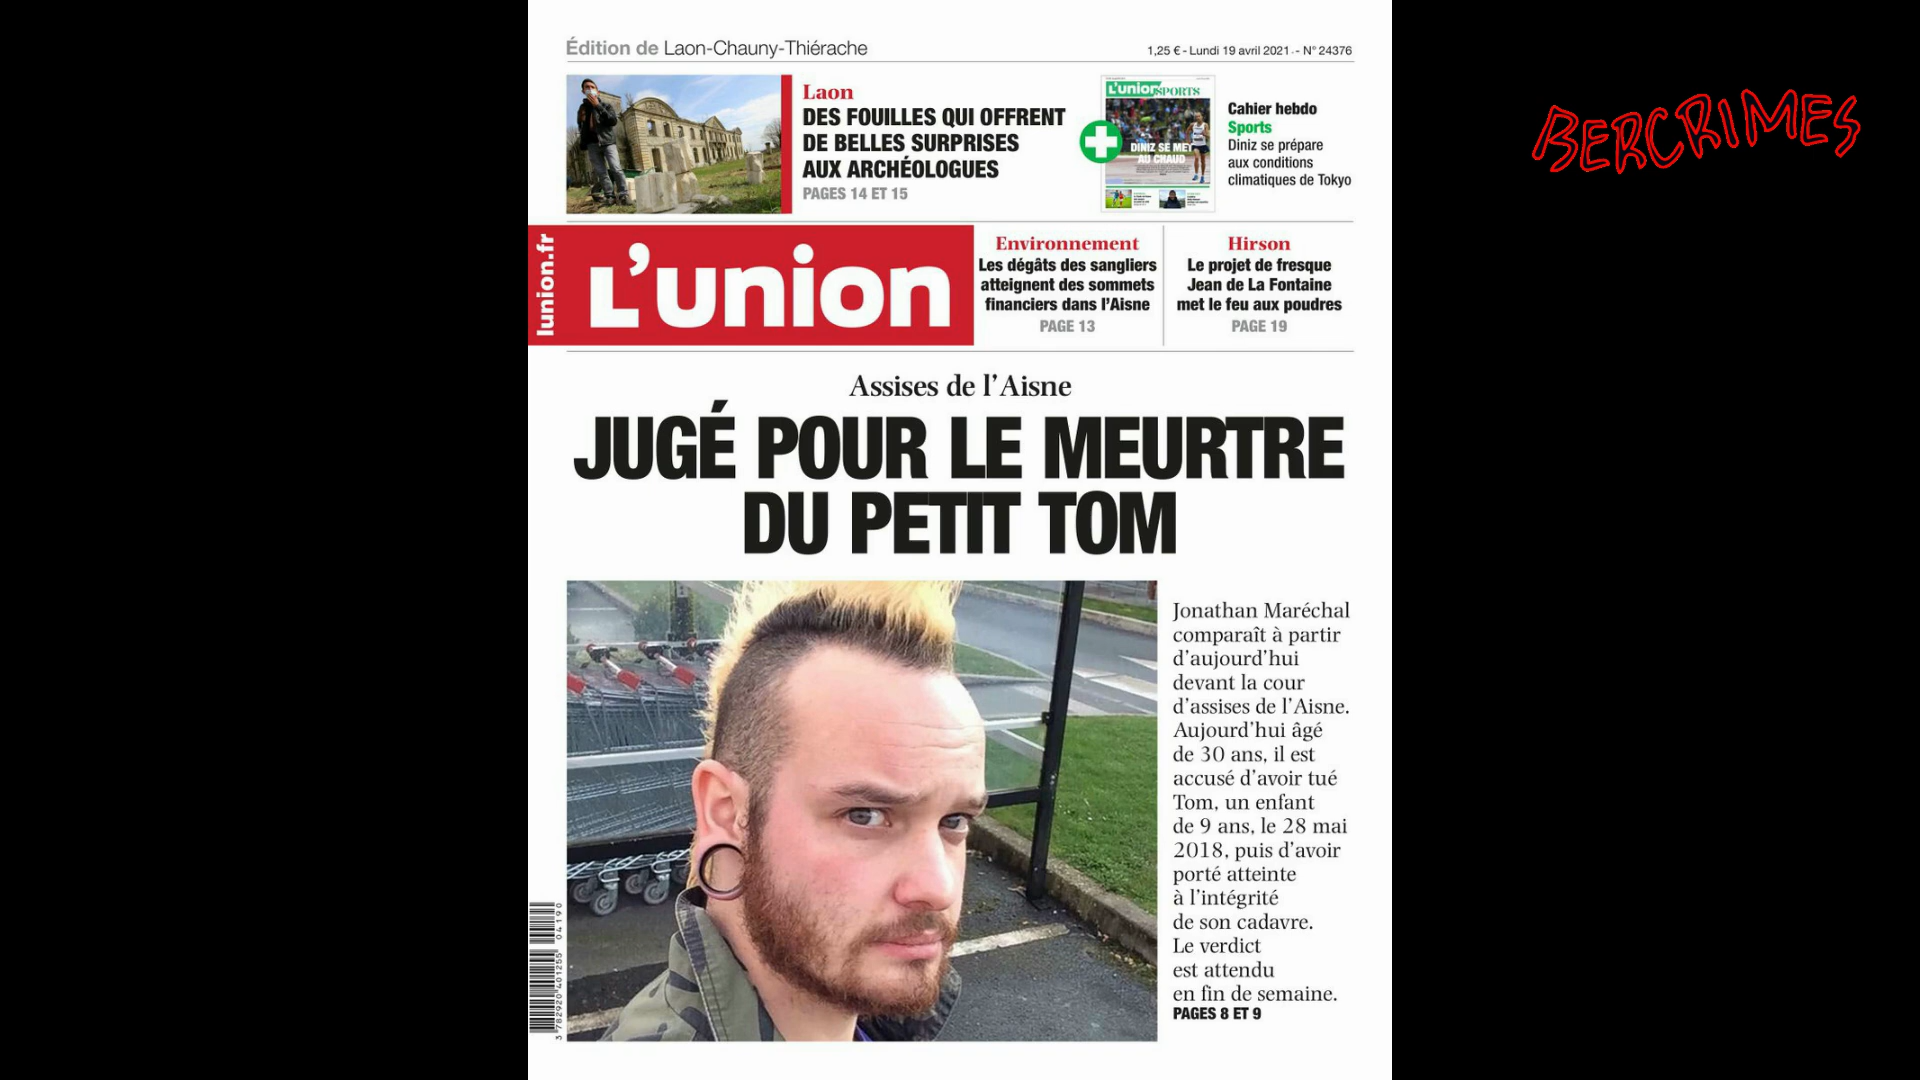 Édition de Laon-Chauny-Thiérache
1,25 € - Lundi 19 avril 2021 - N° 24376
BERCRIMES
Laon
DES FOUILLES QUI OFFRENT
DE BELLES SURPRISES
AUX ARCHÉOLOGUES
PAGES 14 ET 15
L'union SPORTS
DINIZ SE MET
AU CHAUD
Cahier hebdo
Sports
Diniz se prépare
aux conditions
climatiques de Tokyo
lunion.fr
L'union
Environnement
Les dégâts des sangliers
atteignent des sommets
financiers dans l'Aisne
PAGE 13
Hirson
Le projet de fresque
Jean de La Fontaine
met le feu aux poudres
PAGE 19
Assises de l'Aisne
JUGÉ POUR LE MEURTRE
DU PETIT TOM
Jonathan Maréchal
comparaît à partir
d'aujourd'hui
devant la cour
d'assises de l'Aisne.
Aujourd'hui âgé
de 30 ans, il est
accusé d'avoir tué
Tom, un enfant
de 9 ans, le 28 mai
2018, puis d'avoir
porté atteinte
à l'intégrité
de son cadavre.
Le verdict
est attendu
en fin de semaine.
PAGES 8 ET 9
3 782920 401255 04190